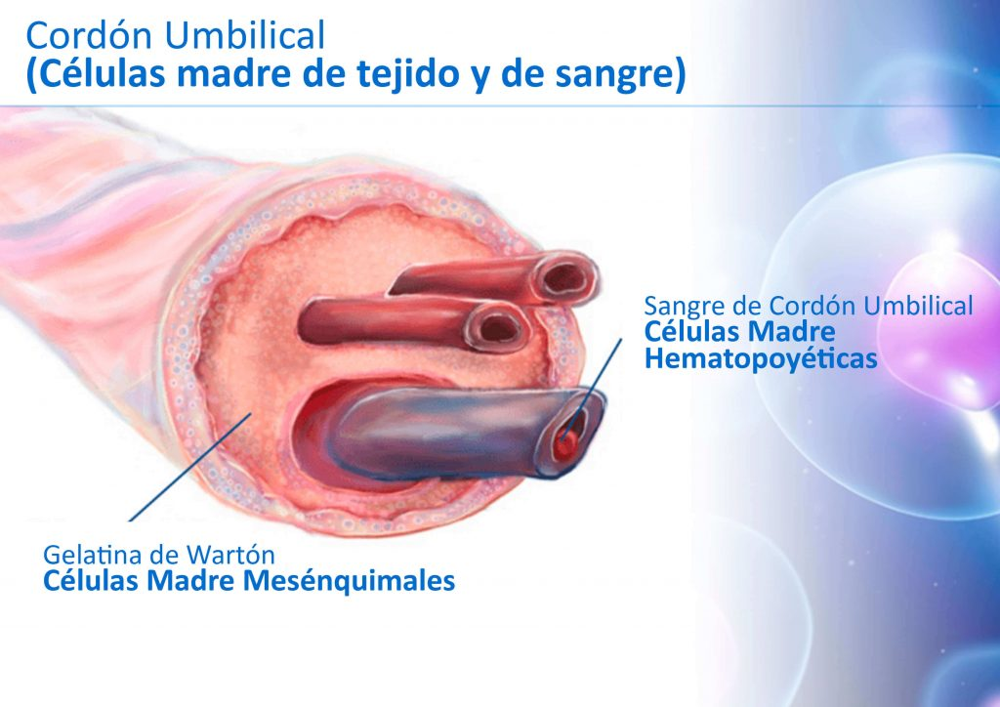 Cordón Umbilical
(Células madre de tejido y de sangre)
Sangre de Cordón Umbilical
Células Madre
Hematopoyéticas
Gelatina de Wartón
Células Madre Mesénquimales